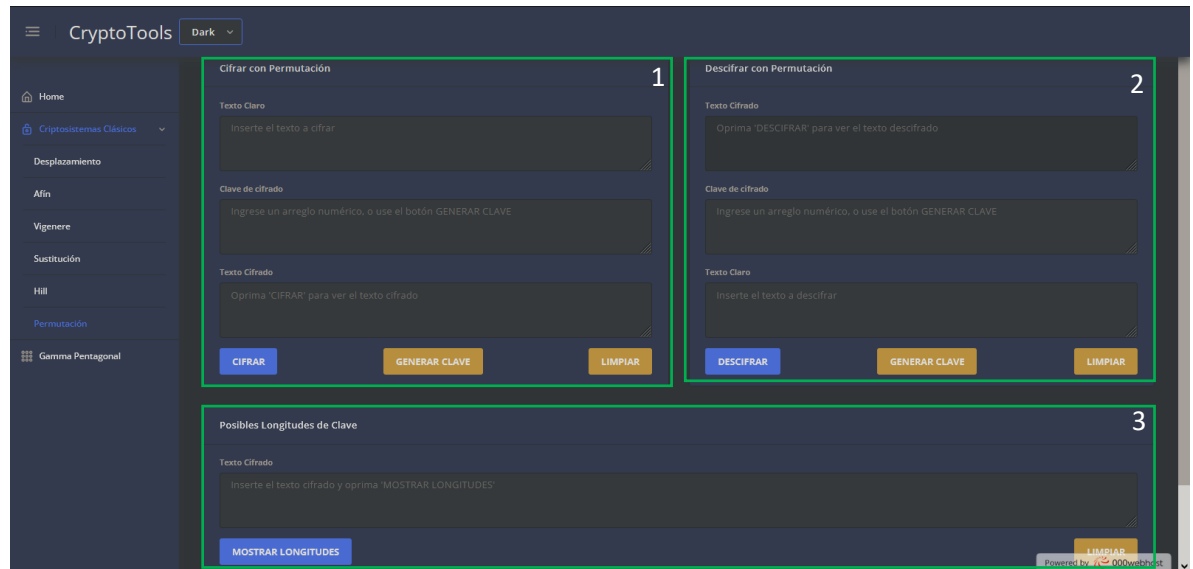 CryptoTools Dark
Cifrar con Permutación 1
Descifrar con Permutación 2
Home
Criptosistemas Clásicos
Desplazamiento
Afín
Vigenere
Sustitución
Hill
Permutación
Gamma Pentagonal
Texto Claro
Inserte el texto a cifrar
Clave de cifrado
Ingrese un arreglo numérico, o use el botón GENERAR CLAVE
Texto Cifrado
Oprima 'CIFRAR' para ver el texto cifrado
CIFRAR GENERAR CLAVE LIMPIAR
Texto Cifrado
Oprima 'DESCIFRAR' para ver el texto descifrado
Clave de cifrado
Ingrese un arreglo numérico, o use el botón GENERAR CLAVE
Texto Claro
Inserte el texto a descifrar
DESCIFRAR GENERAR CLAVE LIMPIAR
Posibles Longitudes de Clave 3
Texto Cifrado
Inserte el texto cifrado y oprima 'MOSTRAR LONGITUDES'
MOSTRAR LONGITUDES LIMPIAR
Powered by 000webhost